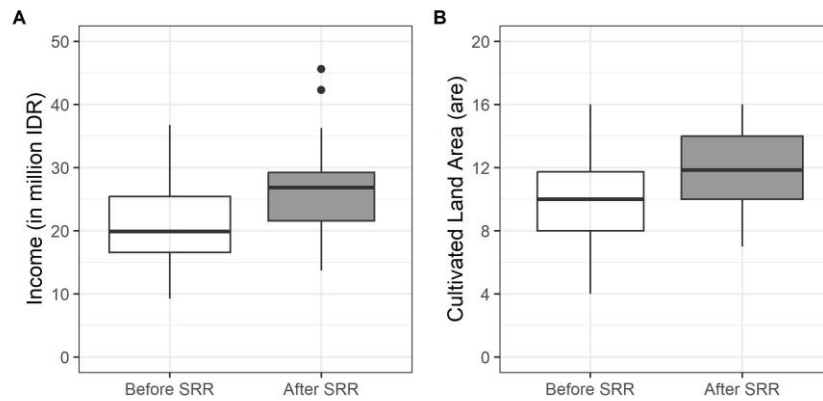 A
Income (in million IDR)
50
40
30
20
10
0
Before SRR
After SRR
B
Cultivated Land Area (are)
20
16
12
8
4
0
Before SRR
After SRR